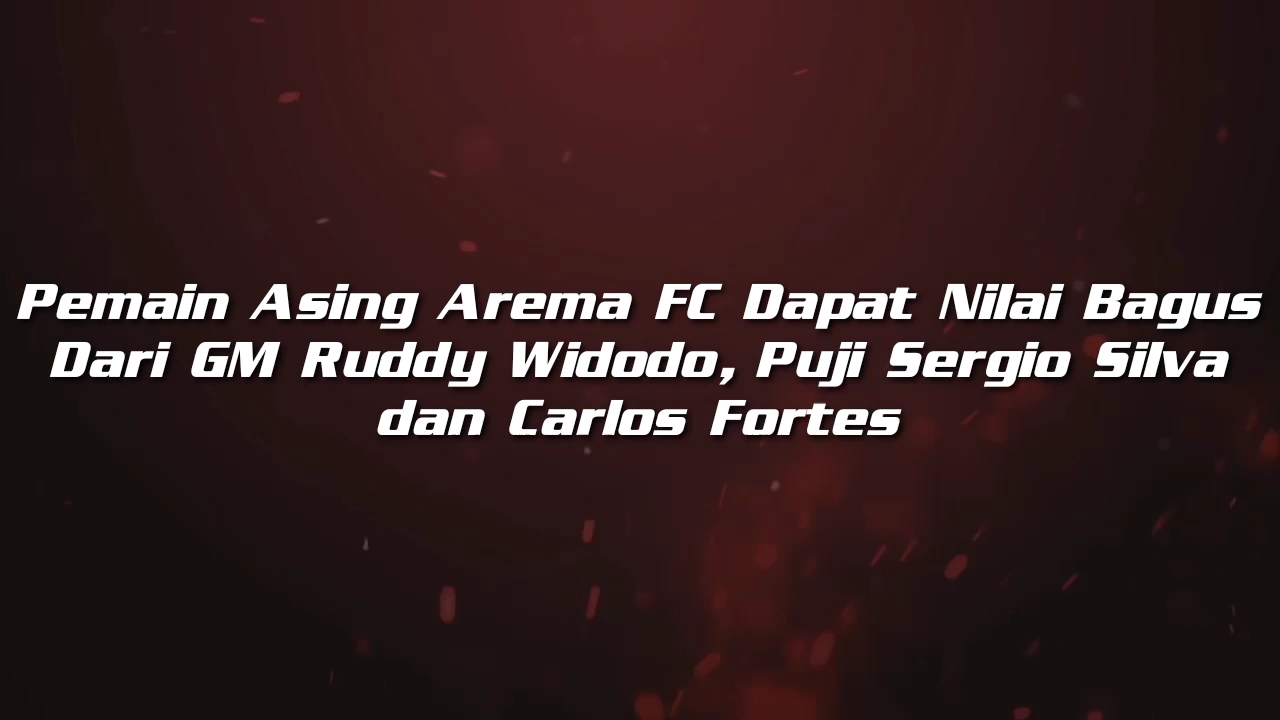 Pemain Asing Arema FC Dapat Nilai Bagus
Dari GM Ruddy Widodo, Puji Sergio Silva
dan Carlos Fortes